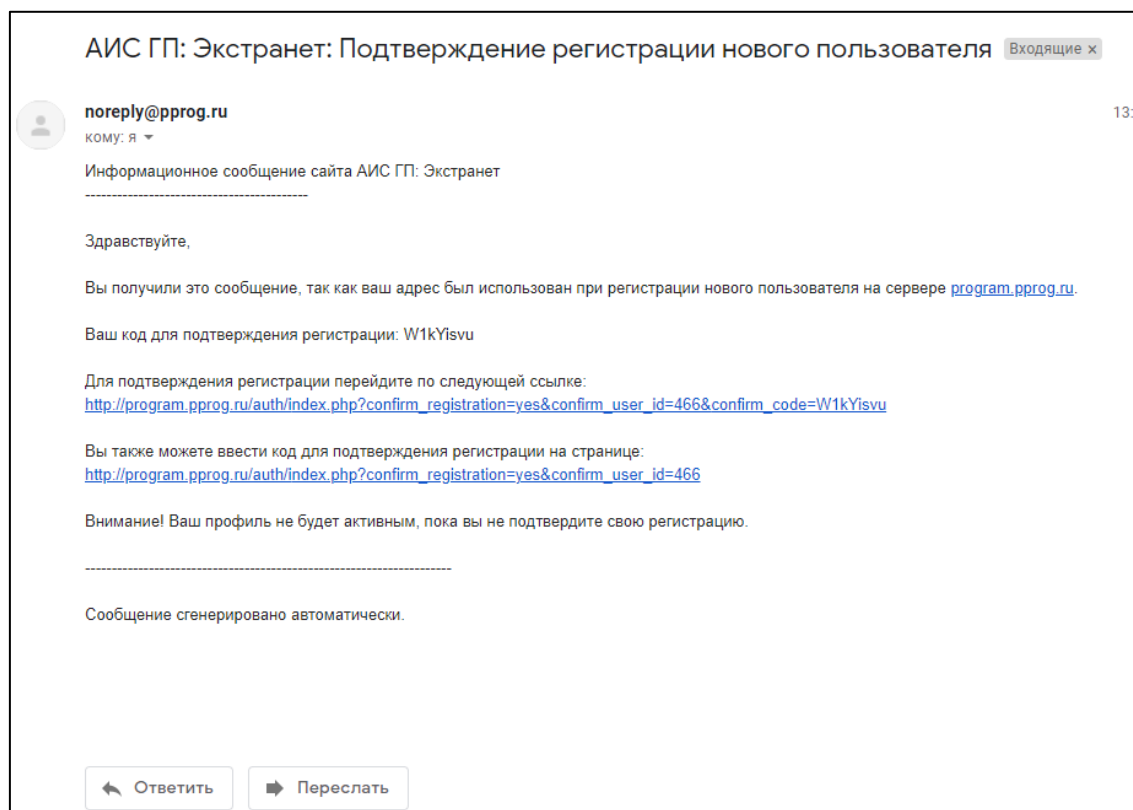 АИС ГП: Экстранет: Подтверждение регистрации нового пользователя Входящие x
noreply@pprog.ru 13:
кому: я
Информационное сообщение сайта АИС ГП: Экстранет
------------------------------------------
Здравствуйте,
Вы получили это сообщение, так как ваш адрес был использован при регистрации нового пользователя на сервере program.pprog.ru.
Ваш код для подтверждения регистрации: W1kYisvu
Для подтверждения регистрации перейдите по следующей ссылке:
http://program.pprog.ru/auth/index.php?confirm_registration=yes&confirm_user_id=466&confirm_code=W1kYisvu
Вы также можете ввести код для подтверждения регистрации на странице:
http://program.pprog.ru/auth/index.php?confirm_registration=yes&confirm_user_id=466
Внимание! Ваш профиль не будет активным, пока вы не подтвердите свою регистрацию.
---------------------------------------------------------------------
Сообщение сгенерировано автоматически.
Ответить Переслать